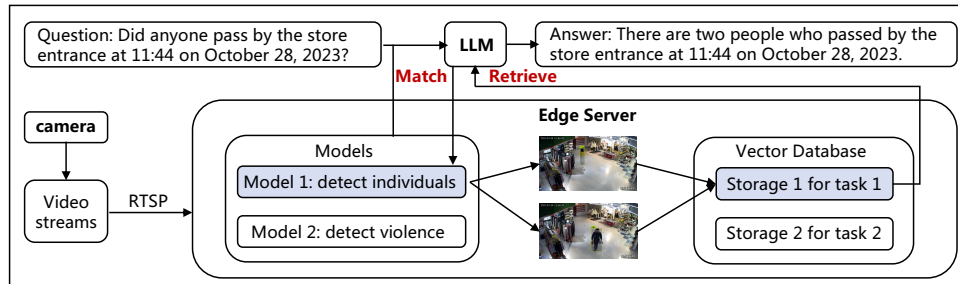 Question: Did anyone pass by the store
entrance at 11:44 on October 28, 2023?
LLM
Answer: There are two people who passed by the
store entrance at 11:44 on October 28, 2023.
Match
Retrieve
camera
Edge Server
Models
Vector Database
Model 1: detect individuals
Storage 1 for task 1
Video
streams
RTSP
Model 2: detect violence
Storage 2 for task 2